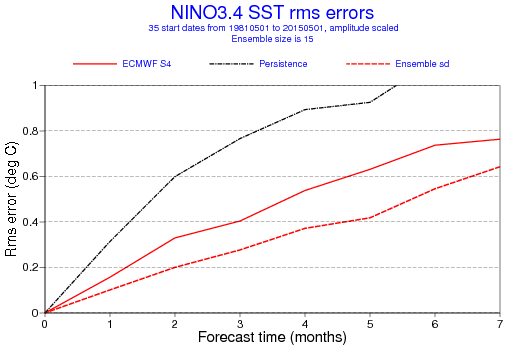 NINO3.4 SST rms errors
35 start dates from 19810501 to 20150501, amplitude scaled
Ensemble size is 15
ECMWF S4 Persistence Ensemble sd
1
0.8
0.6
0.4
0.2
0
Rms error (deg C)
0 1 2 3 4 5 6 7
Forecast time (months)